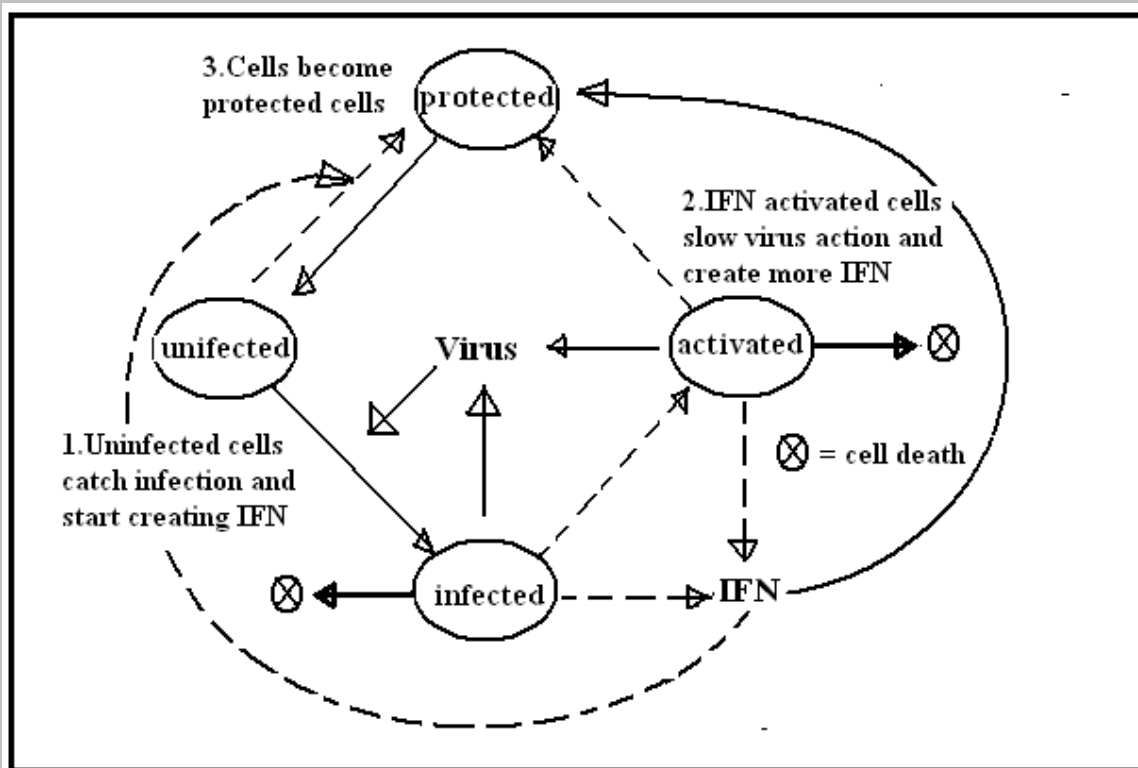 3.Cells become
protected cells
protected
2.IFN activated cells
slow virus action and
create more IFN
unifected
Virus
activated
1.Uninfected cells
catch infection and
start creating IFN
= cell death
infected
IFN